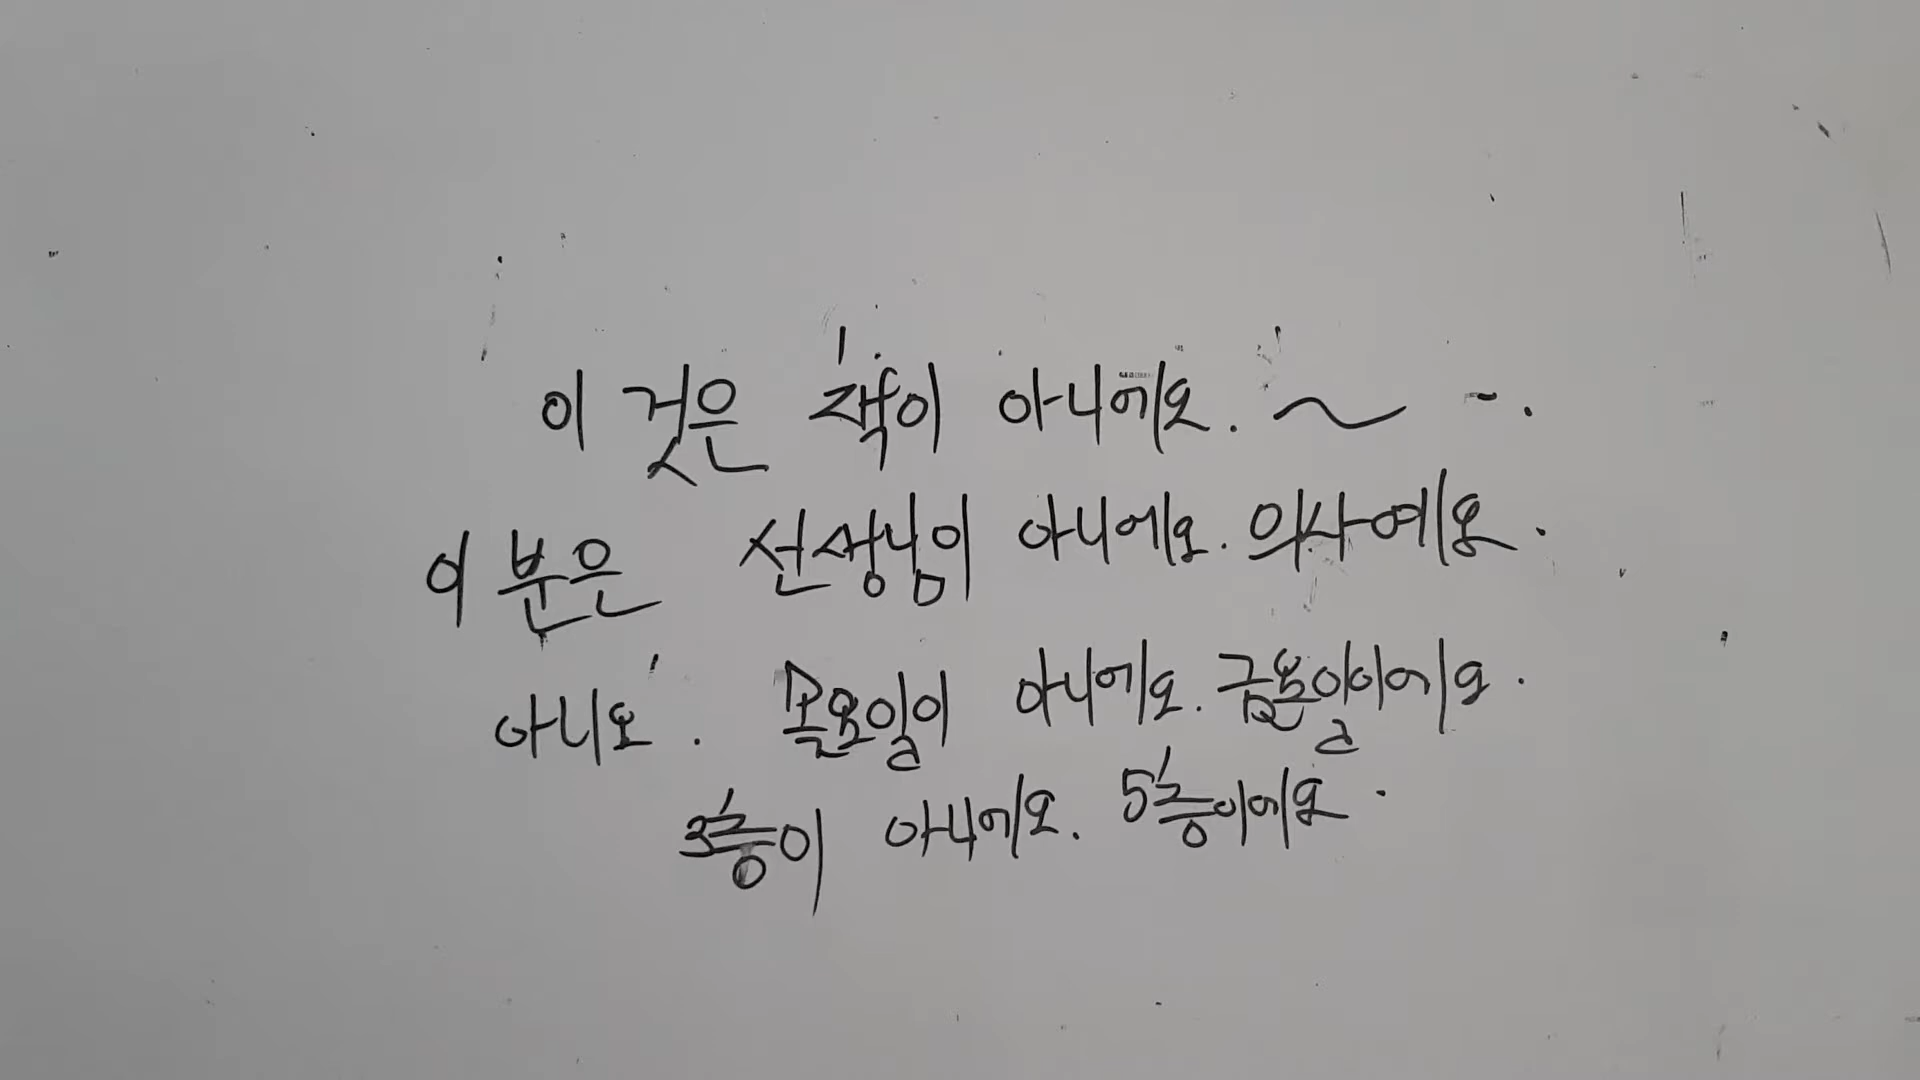 이것은 책이 아니에요. ~ ~.
이분은 선생님이 아니에요. 의사예요.
아니요. 목요일이 아니에요. 금요일이에요.
3층이 아니에요. 5층이에요.